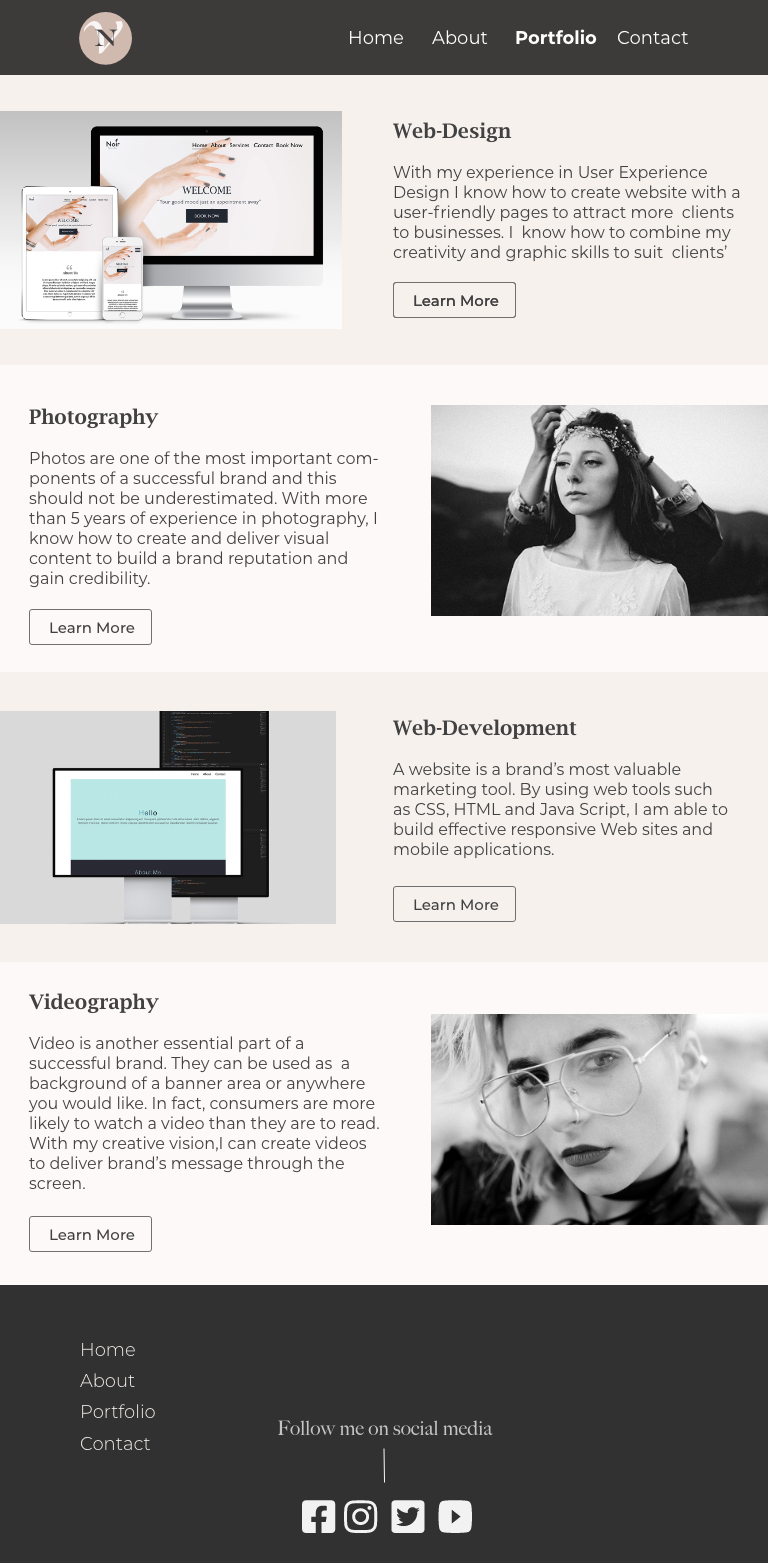 N
Home About Portfolio Contact
Noir
Home About Services Contact Book Now
WELCOME
"Your good mood just an appointment away"
BOOK NOW
Web-Design
With my experience in User Experience
Design I know how to create website with a
user-friendly pages to attract more  clients
to businesses. I  know how to combine my
creativity and graphic skills to suit  clients’
Learn More
Photography
Photos are one of the most important com-
ponents of a successful brand and this
should not be underestimated. With more
than 5 years of experience in photography, I
know how to create and deliver visual
content to build a brand reputation and
gain credibility.
Learn More
Home About Contact
Hello
About Me
Web-Development
A website is a brand’s most valuable
marketing tool. By using web tools such
as CSS, HTML and Java Script, I am able to
build effective responsive Web sites and
mobile applications.
Learn More
Videography
Video is another essential part of a
successful brand. They can be used as  a
background of a banner area or anywhere
you would like. In fact, consumers are more
likely to watch a video than they are to read.
With my creative vision,I can create videos
to deliver brand’s message through the
screen.
Learn More
Home
About
Portfolio
Contact
Follow me on social media